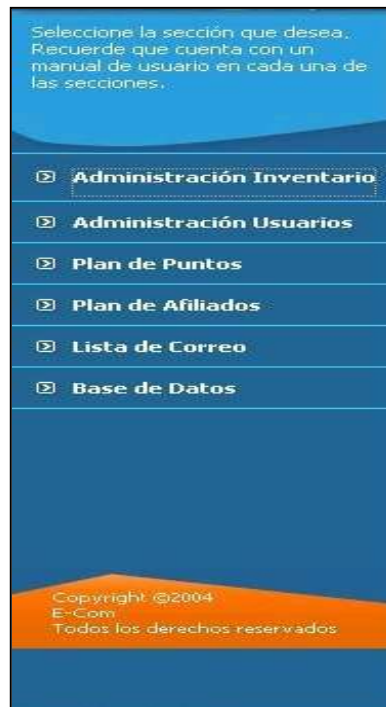 Seleccione la sección que desea.
Recuerde que cuenta con un
manual de usuario en cada una de
las secciones.
Administración Inventario
Administración Usuarios
Plan de Puntos
Plan de Afiliados
Lista de Correo
Base de Datos
Copyright ©2004
E-Com
Todos los derechos reservados